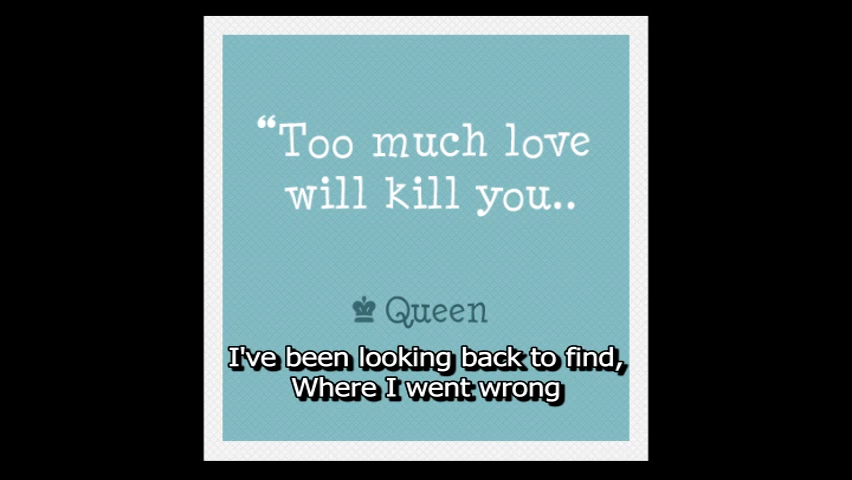 “Too much love
will kill you..
Queen
I've been looking back to find,
Where I went wrong